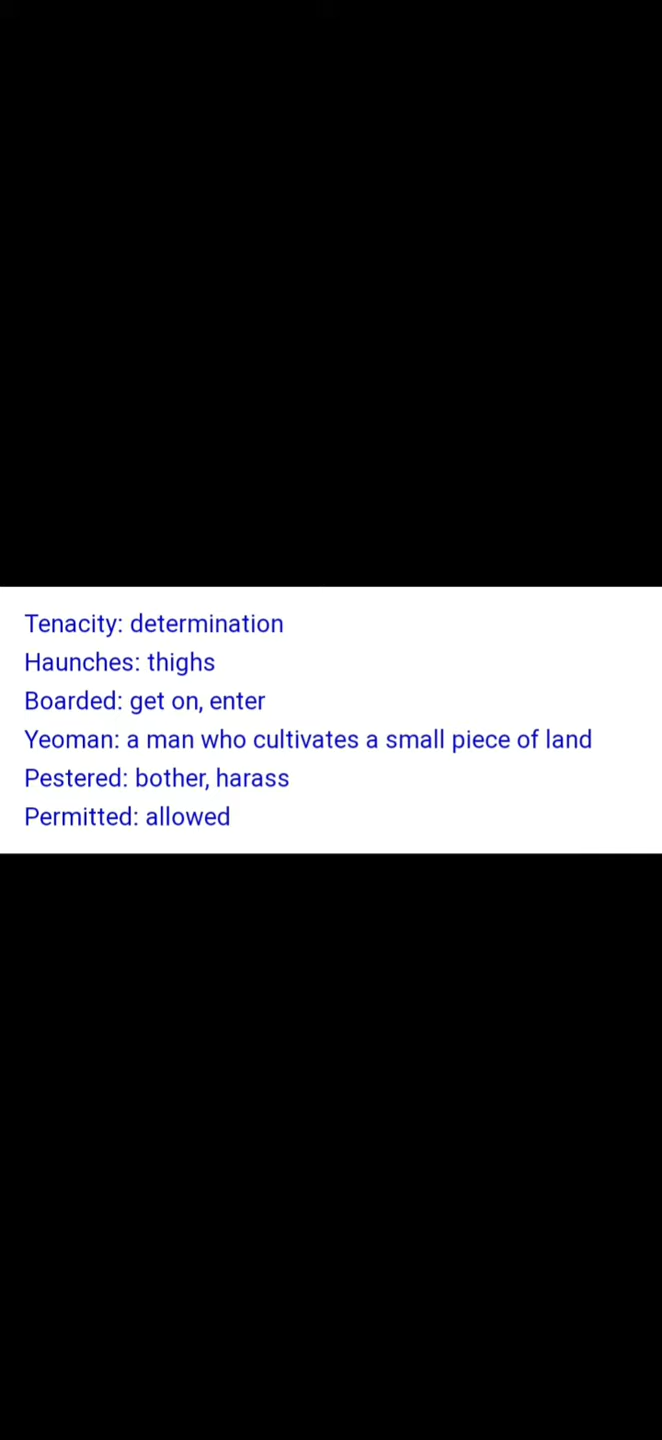 Tenacity: determination
Haunches: thighs
Boarded: get on, enter
Yeoman: a man who cultivates a small piece of land
Pestered: bother, harass
Permitted: allowed